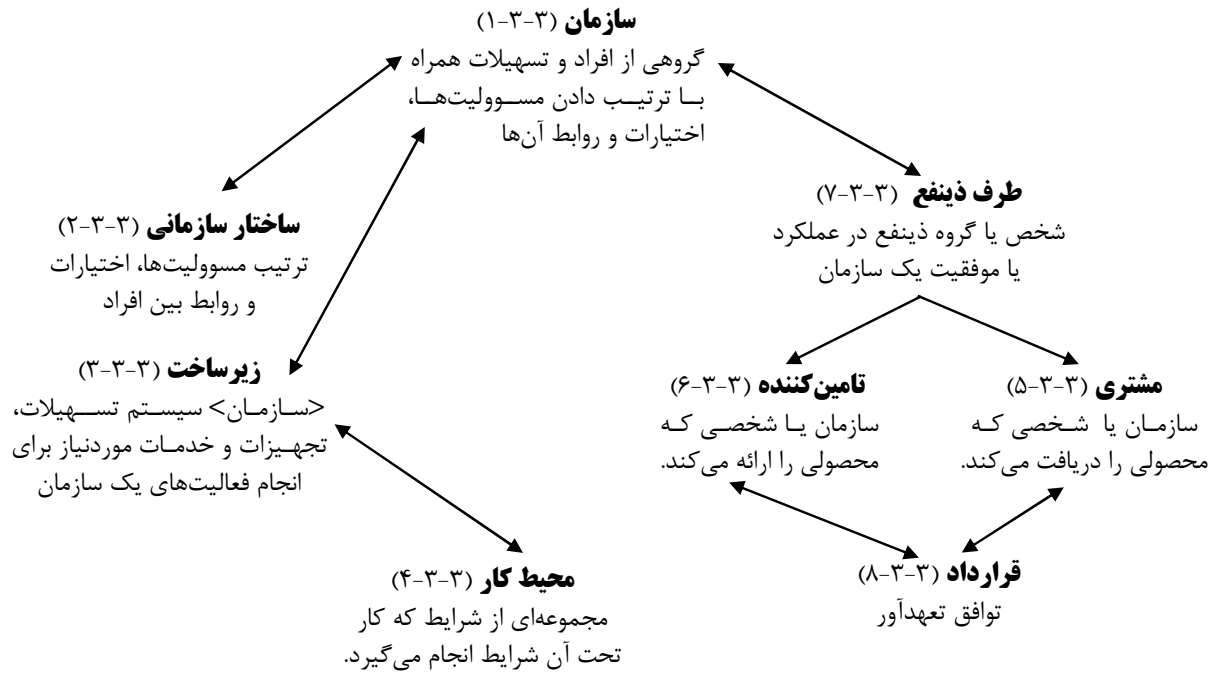 سازمان (۳-۳-۱)
گروهی از افراد و تسهیلات همراه
با ترتیب دادن مسوولیت‌ها،
اختیارات و روابط آن‌ها
طرف ذینفع (۳-۳-۷)
شخص یا گروه ذینفع در عملکرد
یا موفقیت یک سازمان
ساختار سازمانی (۳-۳-۲)
ترتیب مسوولیت‌ها، اختیارات
و روابط بین افراد
مشتری (۳-۳-۵)
سازمان یا شخصی که
محصولی را دریافت می‌کند.
تامین‌کننده (۳-۳-۶)
سازمان یا شخصی که
محصولی را ارائه می‌کند.
زیرساخت (۳-۳-۳)
<سازمان> سیستم تسهیلات،
تجهیزات و خدمات موردنیاز برای
انجام فعالیت‌های یک سازمان
قرارداد (۳-۳-۸)
توافق تعهدآور
محیط کار (۳-۳-۴)
مجموعه‌ای از شرایط که کار
تحت آن شرایط انجام می‌گیرد.